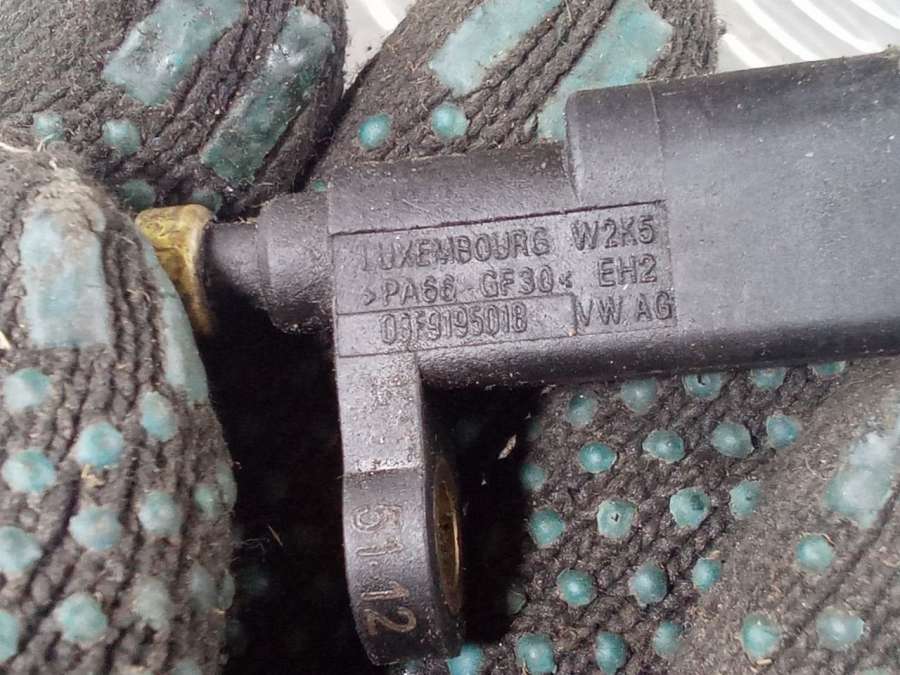 LUXEMBOURG W2K5
>PA66 GF30< EH2
03F919501B VW AG
51-12